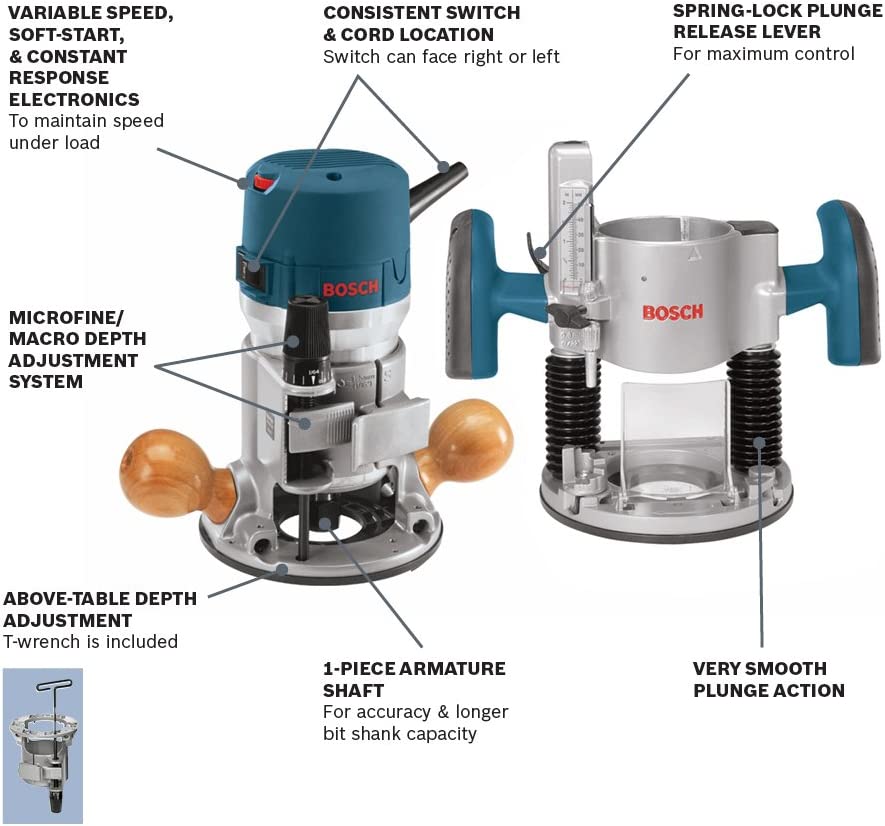 VARIABLE SPEED,
SOFT-START,
& CONSTANT
RESPONSE
ELECTRONICS
To maintain speed
under load
CONSISTENT SWITCH
& CORD LOCATION
Switch can face right or left
SPRING-LOCK PLUNGE
RELEASE LEVER
For maximum control
BOSCH
BOSCH
MICROFINE/
MACRO DEPTH
ADJUSTMENT
SYSTEM
ABOVE-TABLE DEPTH
ADJUSTMENT
T-wrench is included
1-PIECE ARMATURE
SHAFT
For accuracy & longer
bit shank capacity
VERY SMOOTH
PLUNGE ACTION